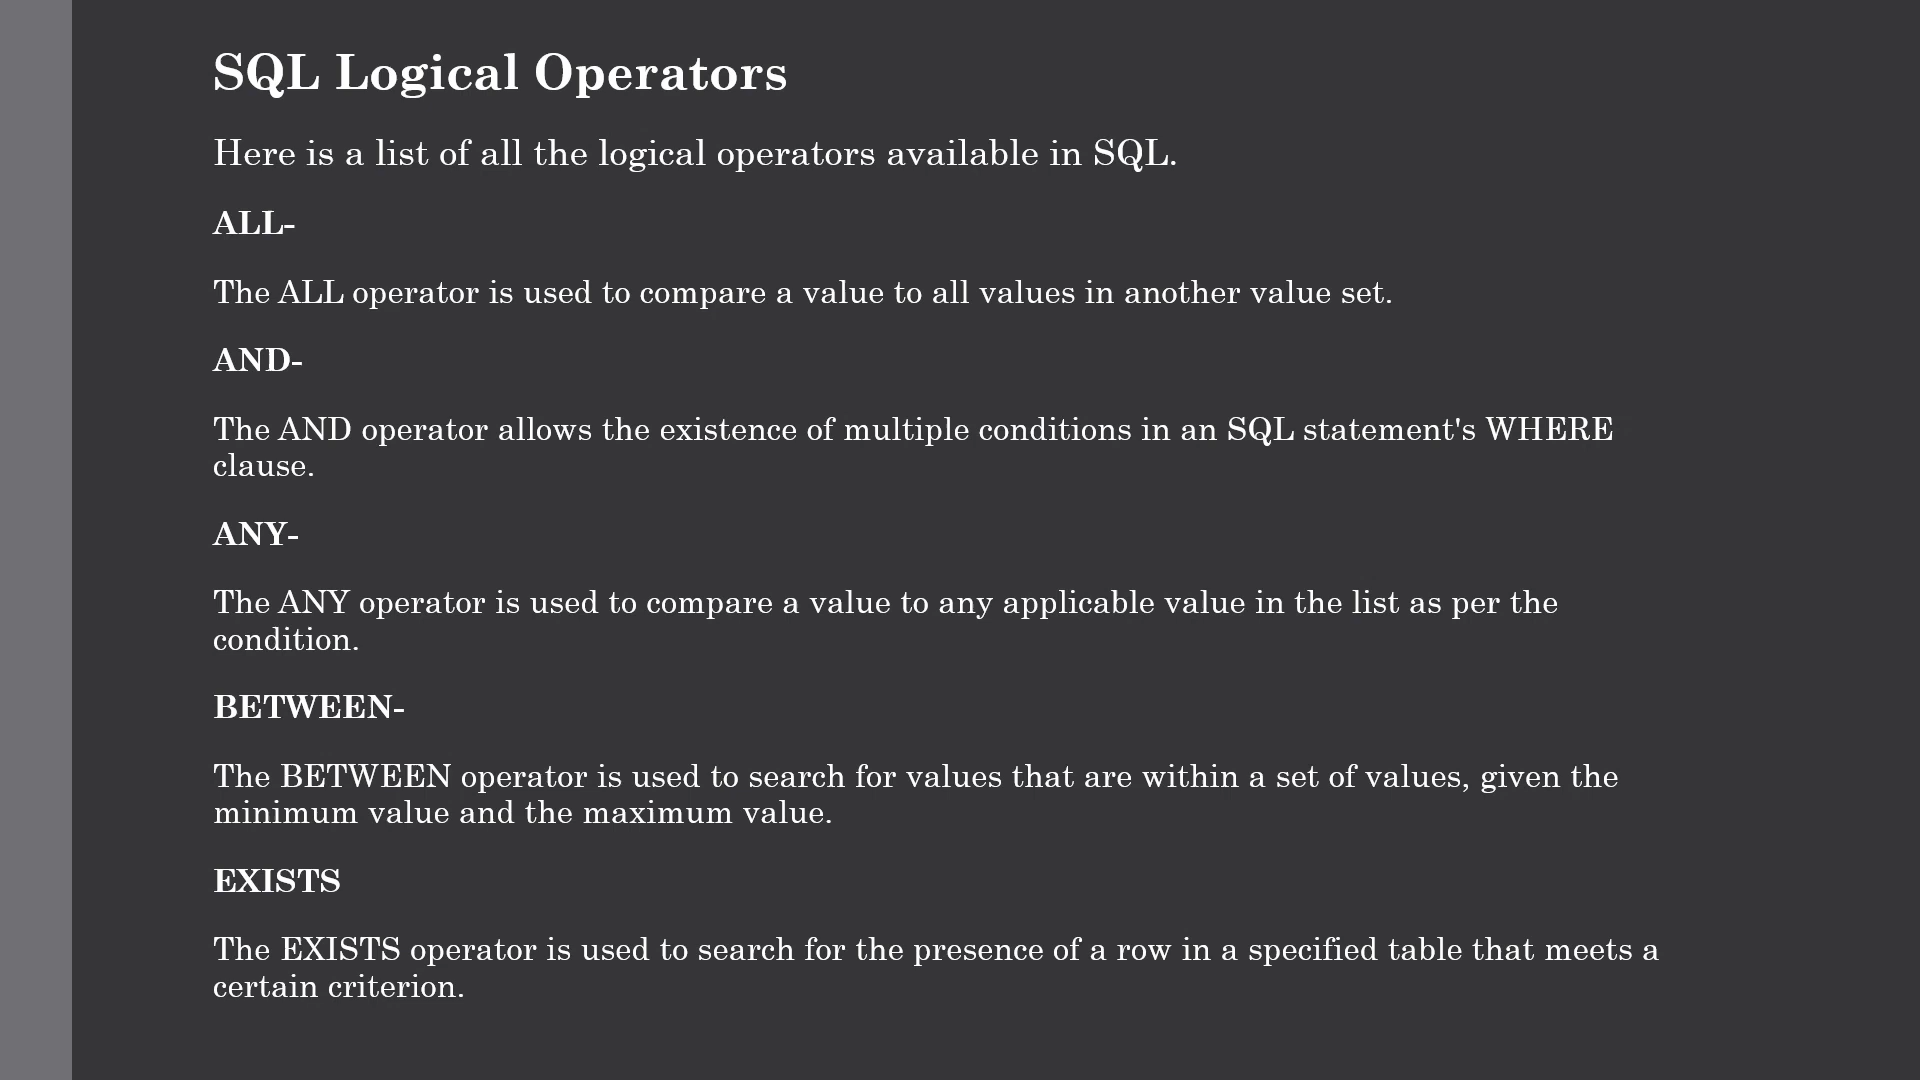 SQL Logical Operators
Here is a list of all the logical operators available in SQL.
ALL-
The ALL operator is used to compare a value to all values in another value set.
AND-
The AND operator allows the existence of multiple conditions in an SQL statement's WHERE
clause.
ANY-
The ANY operator is used to compare a value to any applicable value in the list as per the
condition.
BETWEEN-
The BETWEEN operator is used to search for values that are within a set of values, given the
minimum value and the maximum value.
EXISTS
The EXISTS operator is used to search for the presence of a row in a specified table that meets a
certain criterion.